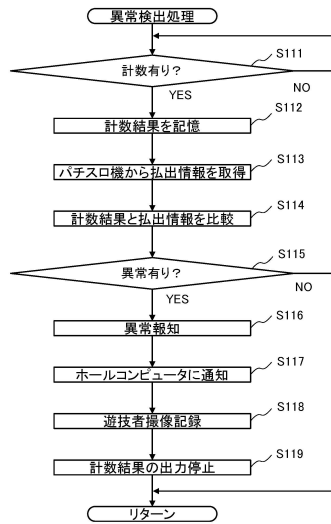 異常検出処理
S111
計数有り？
NO
YES
S112
計数結果を記憶
S113
パチスロ機から払出情報を取得
S114
計数結果と払出情報を比較
S115
異常有り？
NO
YES
S116
異常報知
S117
ホールコンピュータに通知
S118
遊技者撮像記録
S119
計数結果の出力停止
リターン